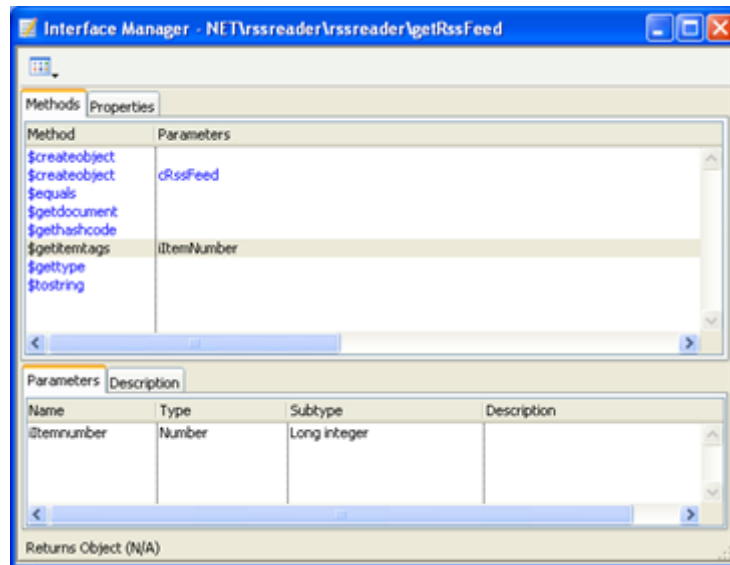 Interface Manager - NET\rssreader\rssreader\getRssFeed
Methods Properties
Method Parameters
$createobject
$createobject cRssFeed
$equals
$getdocument
$gethashcode
$getitemtags iItemNumber
$gettype
$tostring
Parameters Description
Name Type Subtype Description
iItemnumber Number Long integer
Returns Object (N/A)